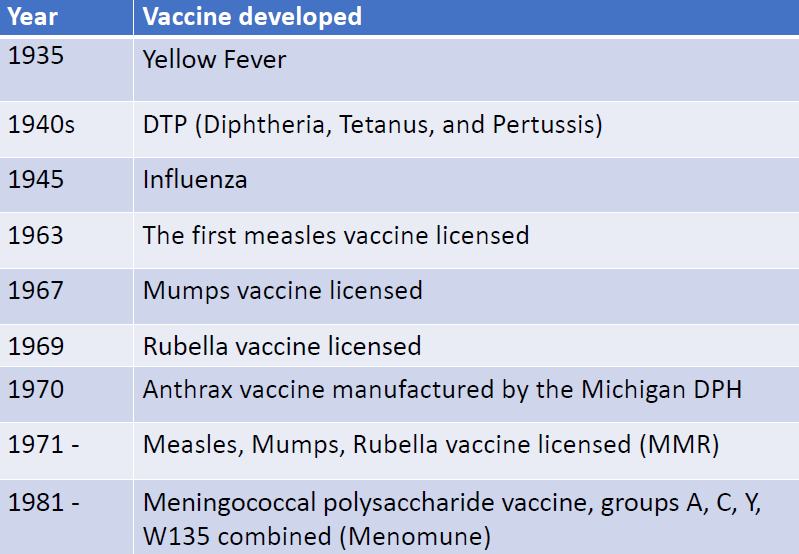 Year Vaccine developed
1935 Yellow Fever
1940s DTP (Diphtheria, Tetanus, and Pertussis)
1945 Influenza
1963 The first measles vaccine licensed
1967 Mumps vaccine licensed
1969 Rubella vaccine licensed
1970 Anthrax vaccine manufactured by the Michigan DPH
1971 - Measles, Mumps, Rubella vaccine licensed (MMR)
1981 - Meningococcal polysaccharide vaccine, groups A, C, Y,
W135 combined (Menomune)